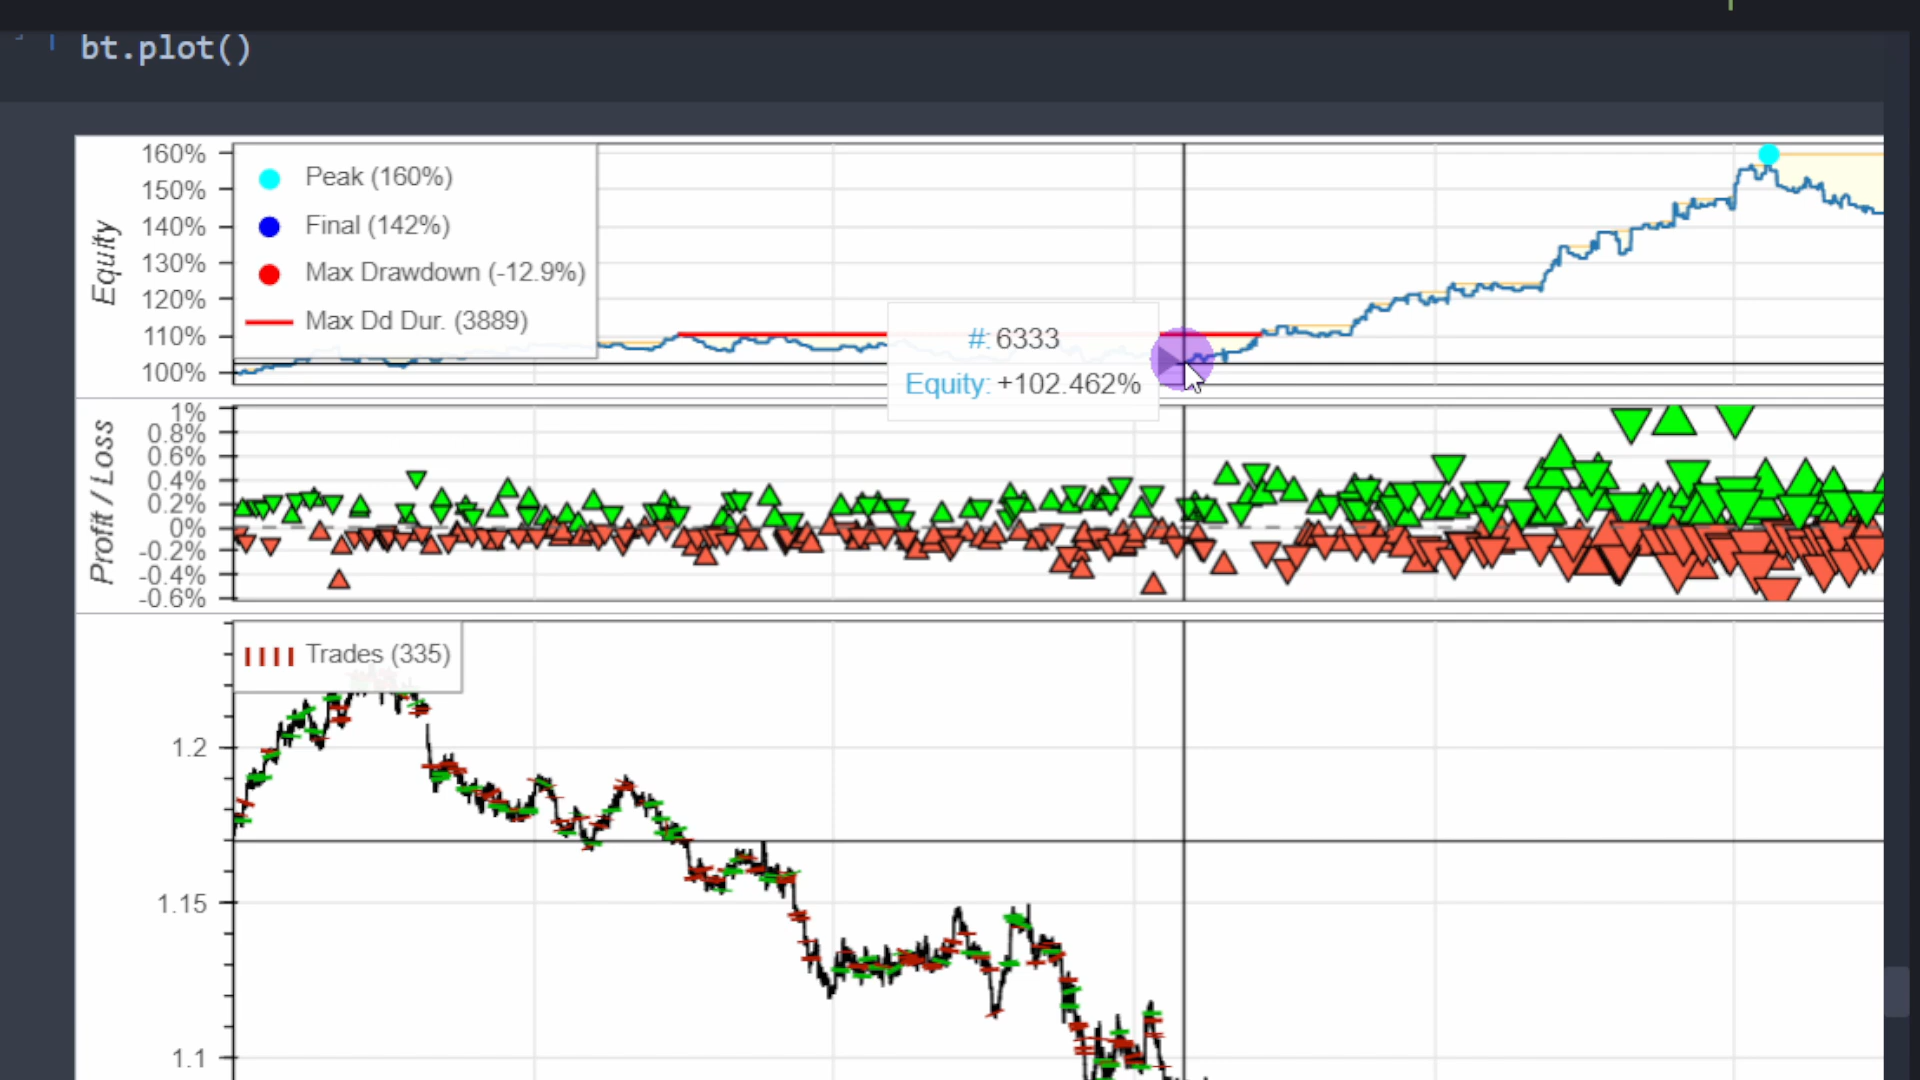 bt.plot()
160%
150%
140%
130%
120%
110%
100%
Equity
Peak (160%)
Final (142%)
Max Drawdown (-12.9%)
Max Dd Dur. (3889)
#: 6333
Equity: +102.462%
1%
0.8%
0.6%
0.4%
0.2%
0%
-0.2%
-0.4%
-0.6%
Profit / Loss
Trades (335)
1.2
1.15
1.1